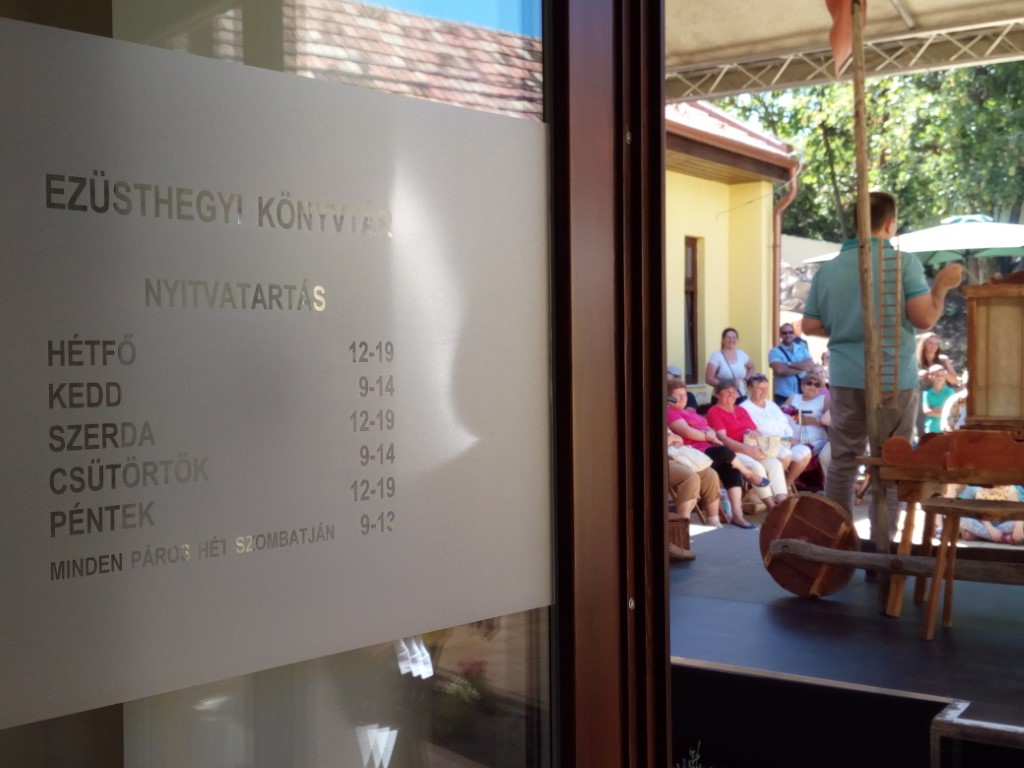 EZÜSTHEGYI KÖNYVTÁR
NYITVATARTÁS
HÉTFŐ 12-19
KEDD 9-14
SZERDA 12-19
CSÜTÖRTÖK 9-14
PÉNTEK 12-19
MINDEN PÁROS HÉT SZOMBATJÁN 9-13